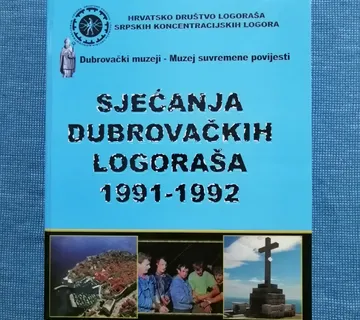 HRVATSKO DRUŠTVO LOGORAŠA
SRPSKIH KONCENTRACIJSKIH LOGORA
Dubrovački muzeji - Muzej suvremene povijesti
SJEĆANJA
DUBROVAČKIH
LOGORAŠA
1991-1992